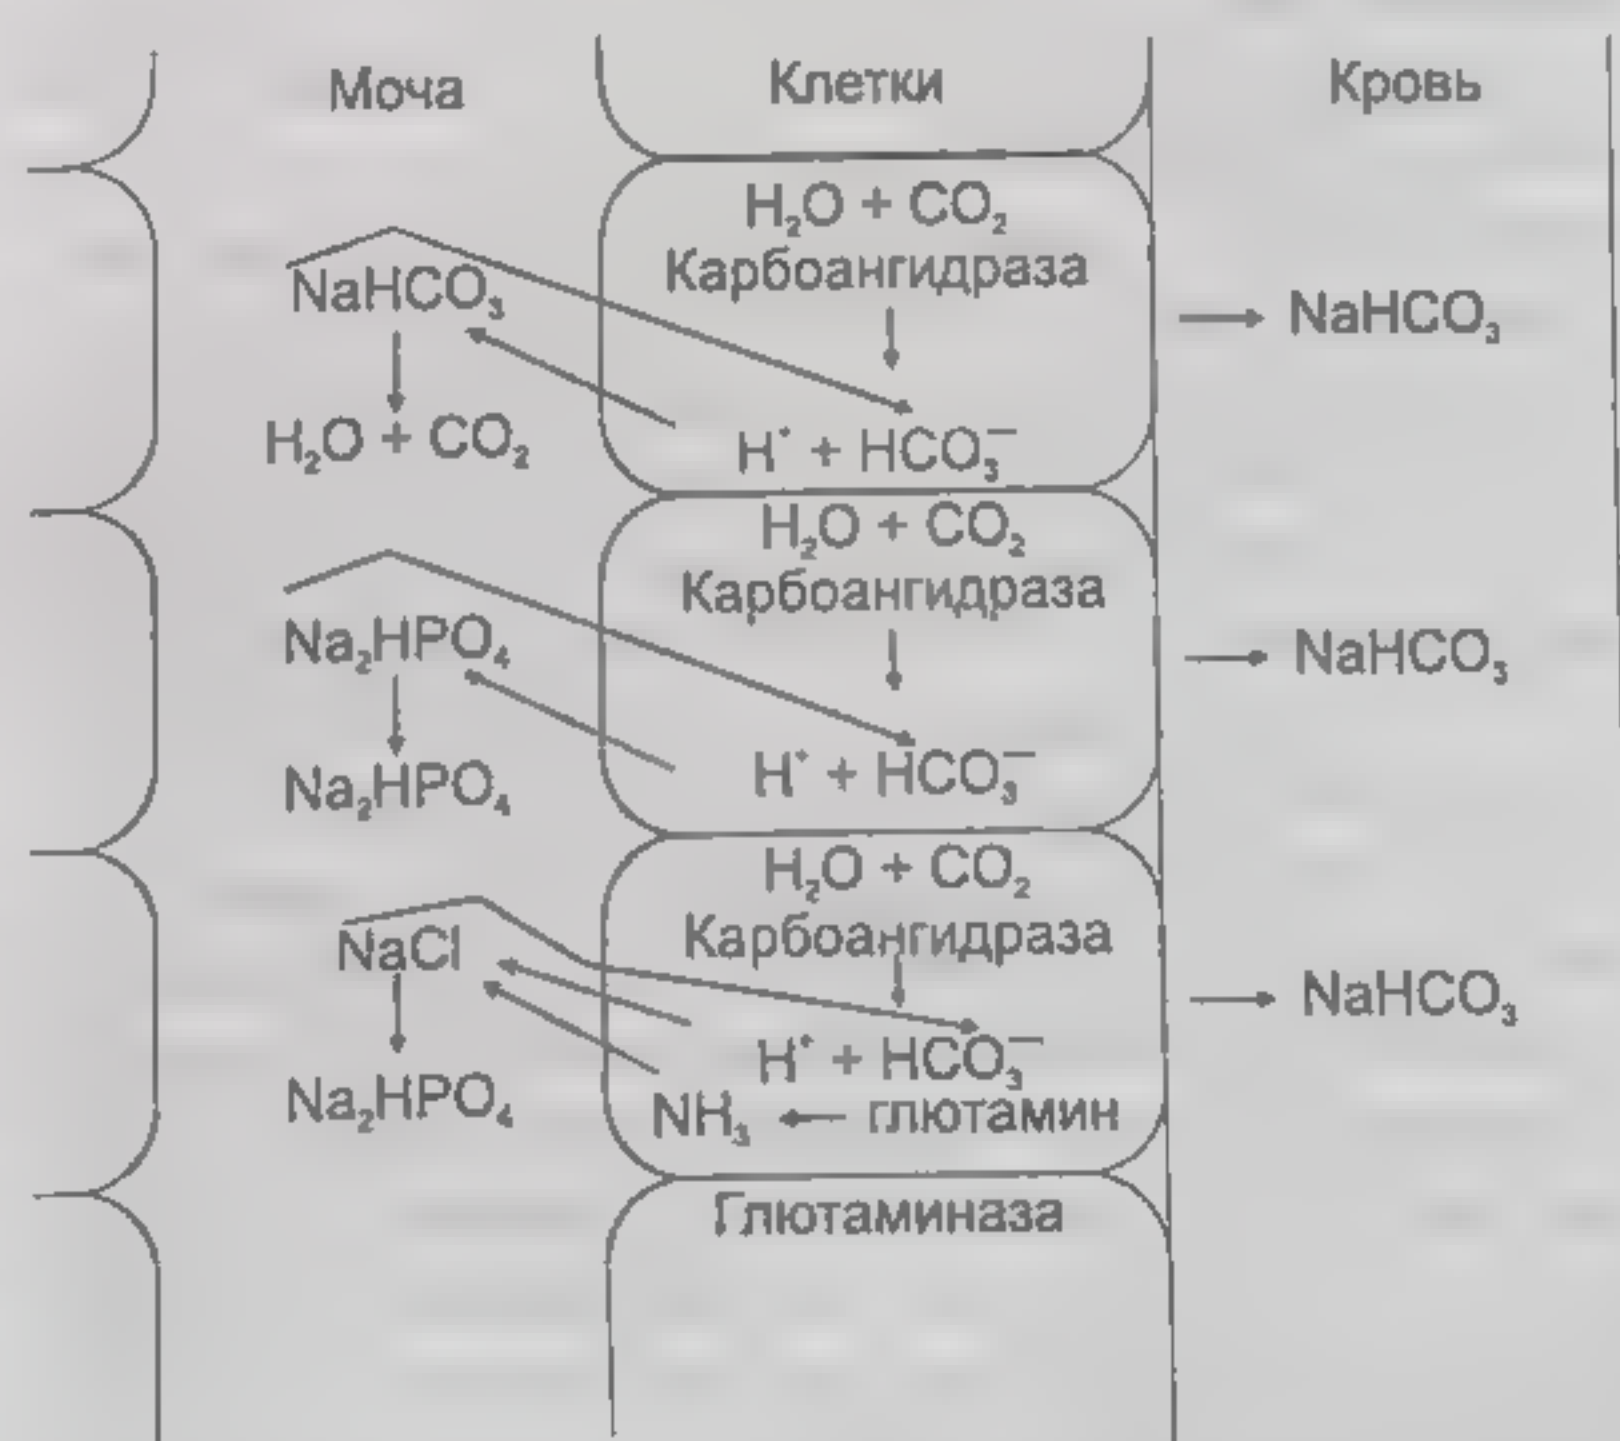 Моча Клетки Кровь
H₂O + CO₂
Карбоангидраза
NaHCO₃
NaHCO₃
H₂O + CO₂
H⁺ + HCO₃⁻
H₂O + CO₂
Карбоангидраза
Na₂HPO₄
NaHCO₃
Na₂HPO₄
H⁺ + HCO₃⁻
H₂O + CO₂
Карбоангидраза
NaCl
NaHCO₃
H⁺ + HCO₃⁻
Na₂HPO₄
NH₃ ← глютамин
Глютаминаза